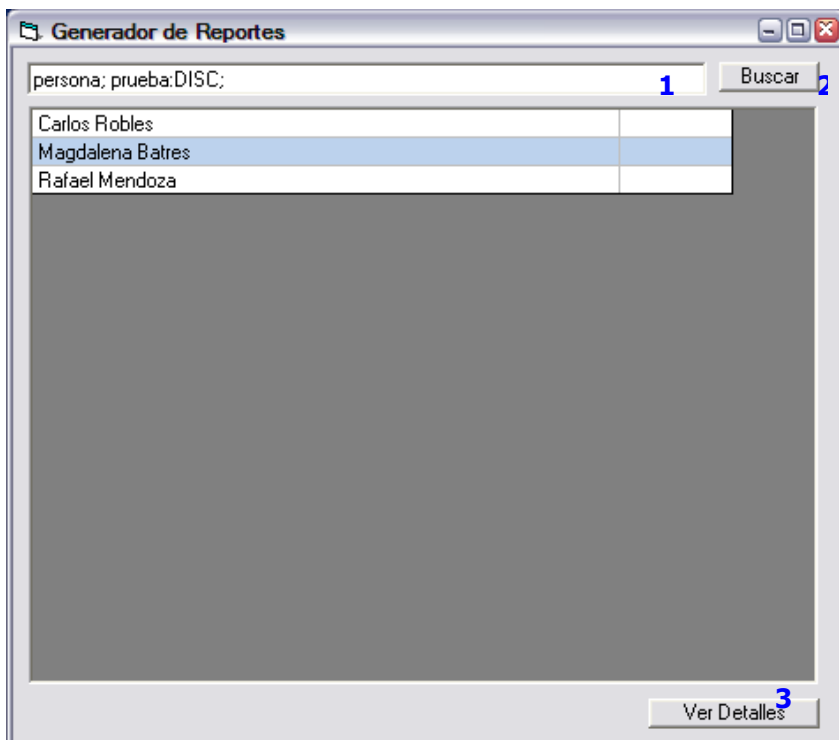 Generador de Reportes
persona; prueba:DISC; 1 Buscar 2
Carlos Robles
Magdalena Batres
Rafael Mendoza
3
Ver Detalles